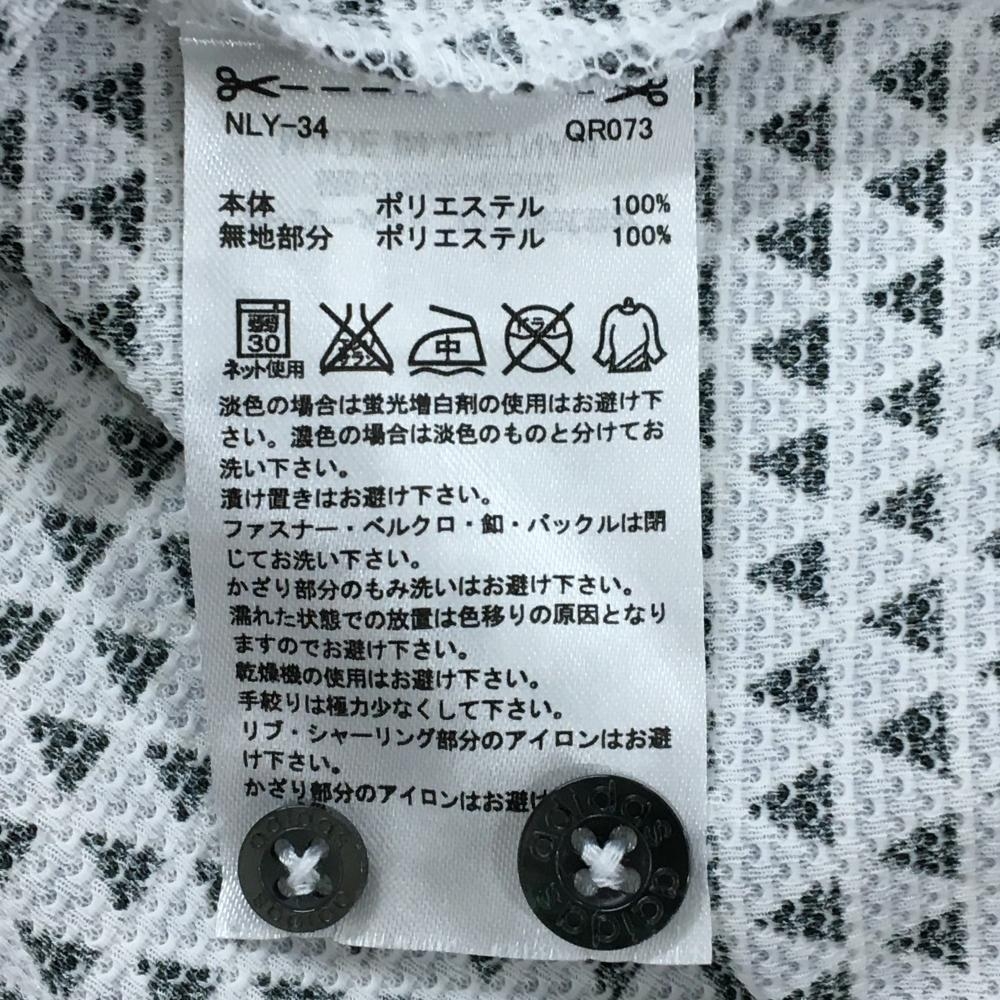 NLY-34 QR073
本体 ポリエステル 100%
無地部分 ポリエステル 100%
弱
30 中 ドライ
ネット使用
淡色の場合は蛍光増白剤の使用はお避け下
さい。濃色の場合は淡色のものと分けてお
洗い下さい。
漬け置きはお避け下さい。
ファスナー・ベルクロ・釦・バックルは閉
じてお洗い下さい。
かざり部分のもみ洗いはお避け下さい。
濡れた状態での放置は色移りの原因となり
ますのでお避け下さい。
乾燥機の使用はお避け下さい。
手絞りは極力少なくして下さい。
リブ・シャーリング部分のアイロンはお避
け下さい。
かざり部分のアイロンはお避け
adidas adidas
adidas adidas